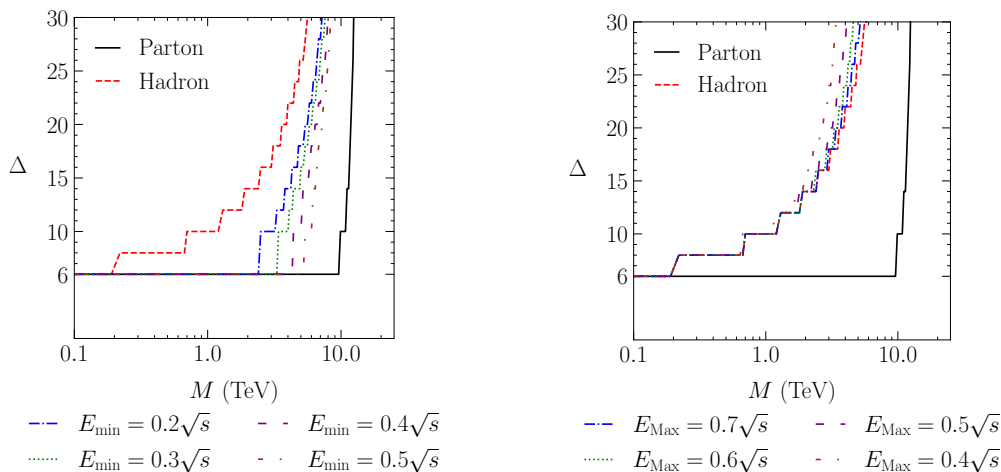 30
25
20
15
10
6
Δ
Parton
Hadron
0.1
1.0
10.0
M (TeV)
E_min = 0.2√s
E_min = 0.4√s
E_min = 0.3√s
E_min = 0.5√s
30
25
20
15
10
6
Δ
Parton
Hadron
0.1
1.0
10.0
M (TeV)
E_Max = 0.7√s
E_Max = 0.5√s
E_Max = 0.6√s
E_Max = 0.4√s